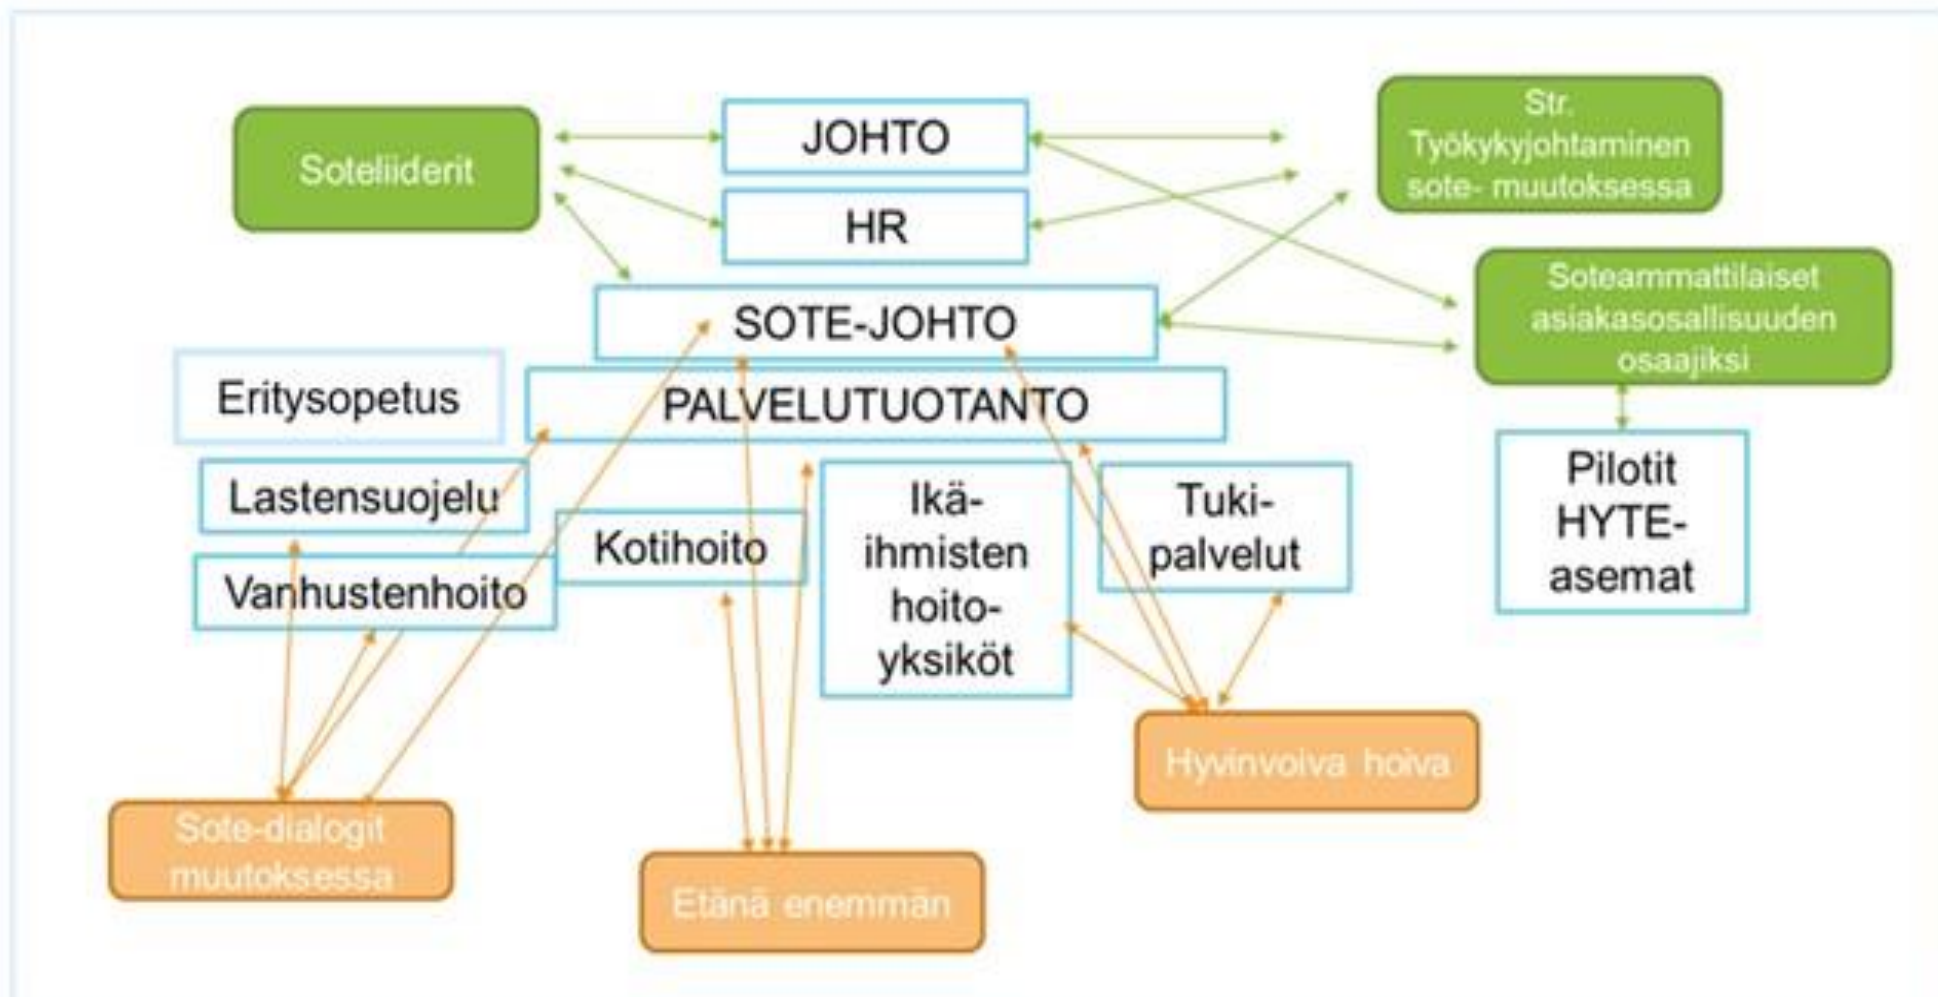 Soteliiderit
JOHTO
HR
Str.
Työkykyjohtaminen
sote- muutoksessa
SOTE-JOHTO
Soteammattilaiset
asiakasosallisuuden
osaajiksi
Eritysopetus
PALVELUTUOTANTO
Lastensuojelu
Vanhustenhoito
Kotihoito
Ikä-
ihmisten
hoito-
yksiköt
Tuki-
palvelut
Pilotit
HYTE-
asemat
Hyvinvoiva hoiva
Sote-dialogit
muutoksessa
Etänä enemmän